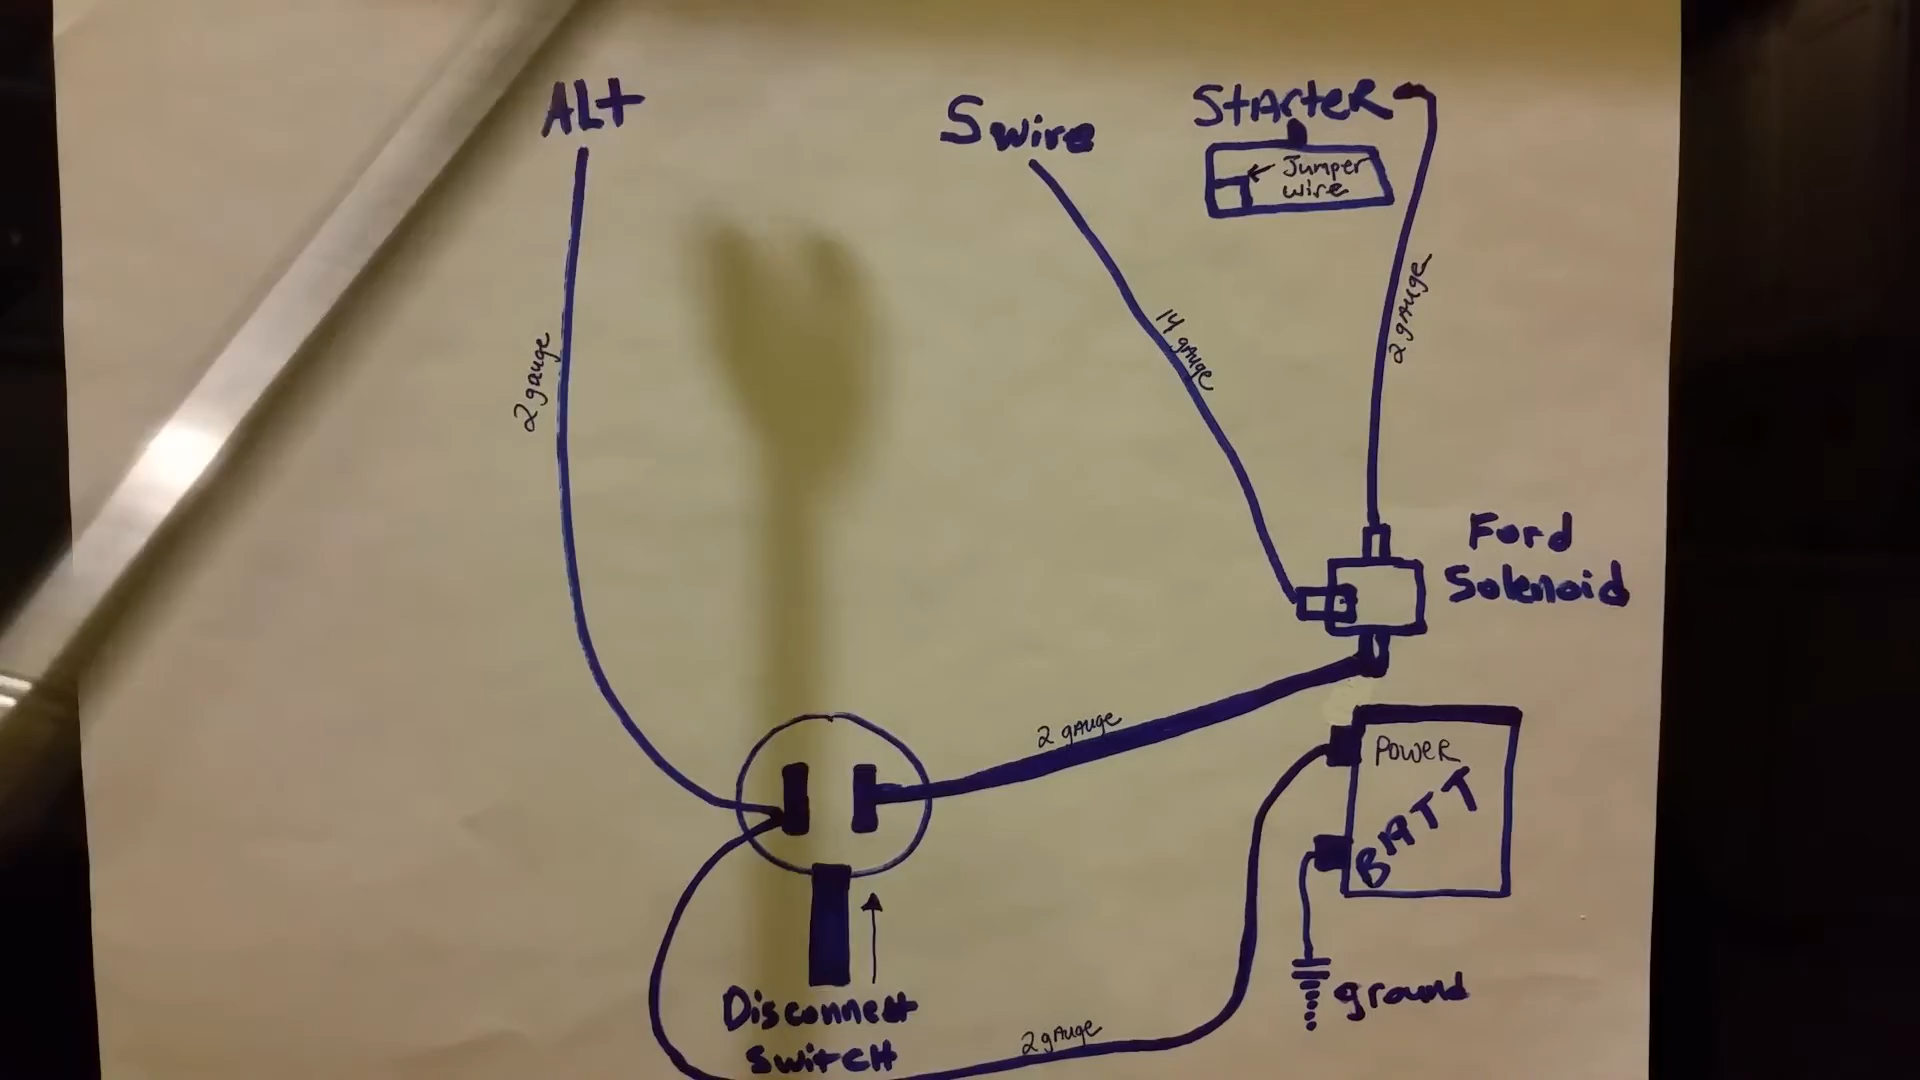 ALt
S wire
StArteR
Jumper
wire
2 gauge
14 gauge
2 gAuge
Ford
Solenoid
2 gAuge
Power
BATT
ground
Disconnect
Switch
2 gAuge